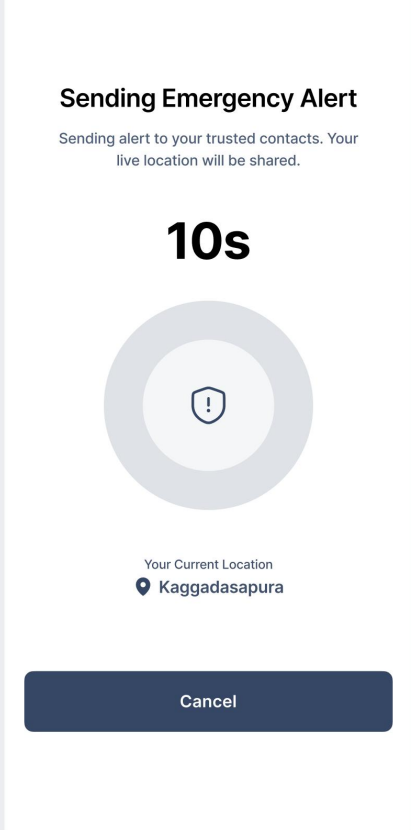 Sending Emergency Alert
Sending alert to your trusted contacts. Your
live location will be shared.
10s
Your Current Location
Kaggadasapura
Cancel